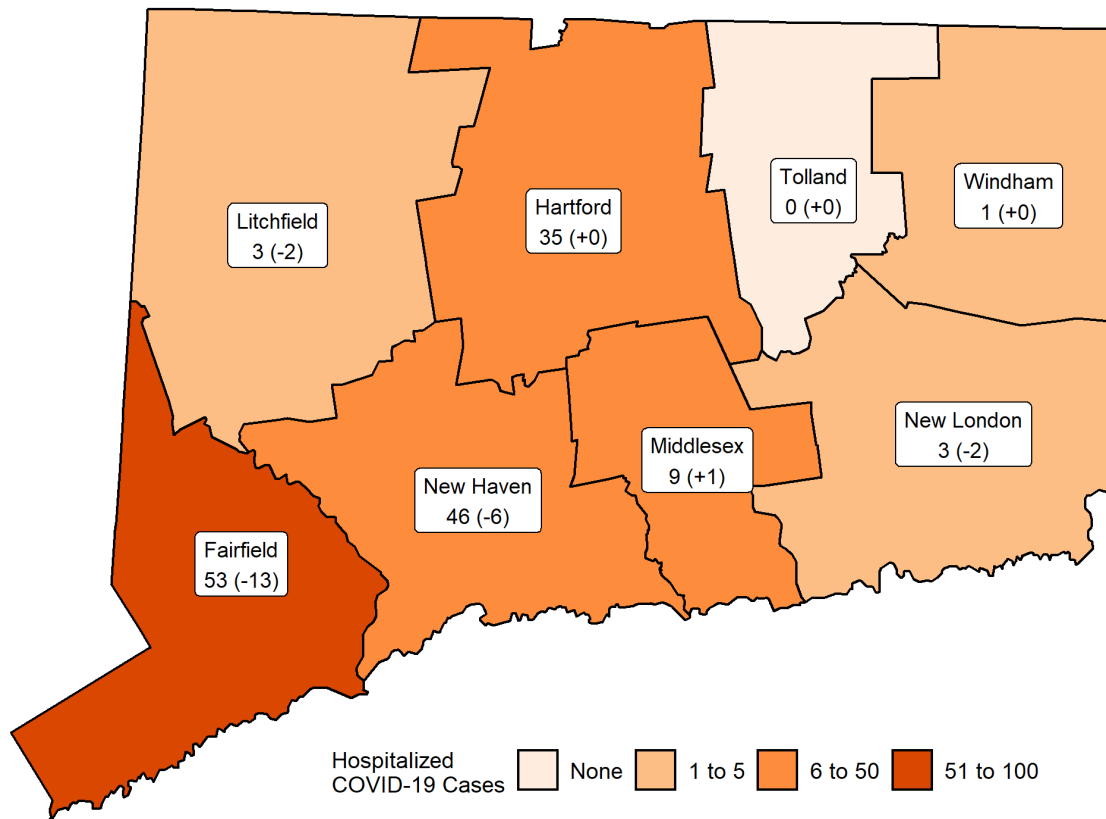 Tolland
0 (+0)
Windham
1 (+0)
Litchfield
3 (-2)
Hartford
35 (+0)
New London
3 (-2)
Middlesex
9 (+1)
New Haven
46 (-6)
Fairfield
53 (-13)
Hospitalized
COVID-19 Cases
None
1 to 5
6 to 50
51 to 100